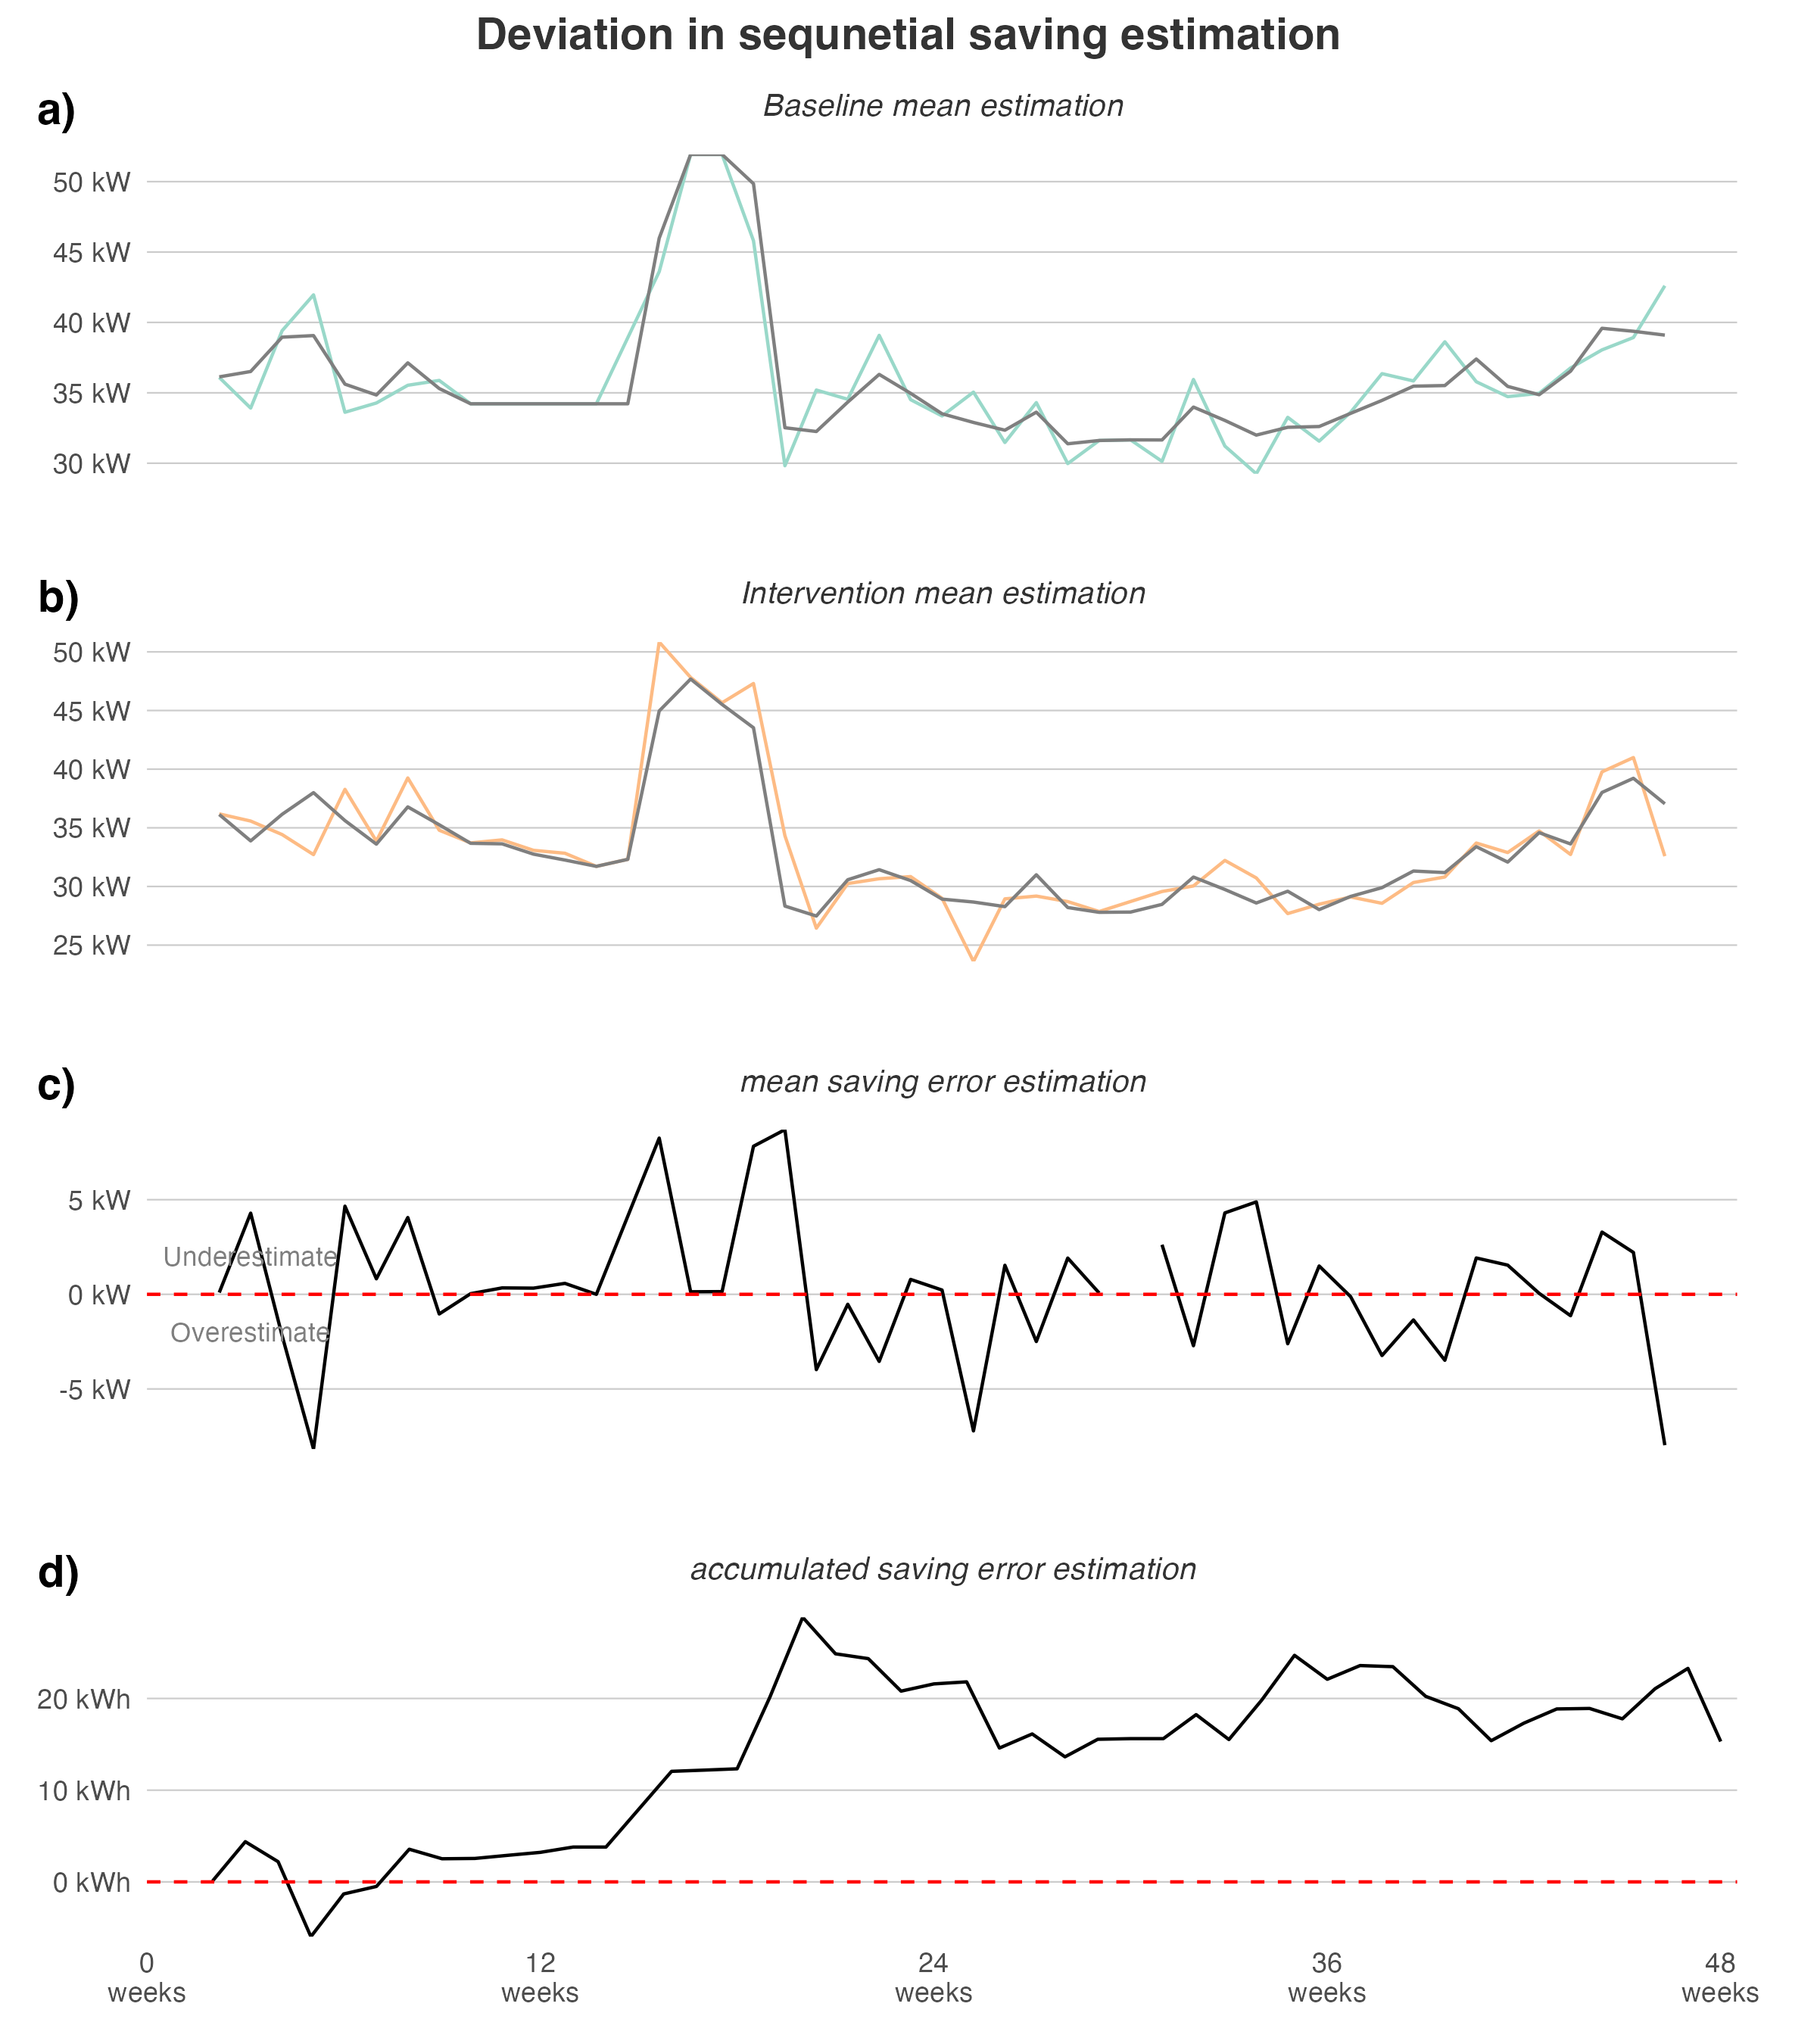 Deviation in sequnetial saving estimation
a)
Baseline mean estimation
50 kW
45 kW
40 kW
35 kW
30 kW
b)
Intervention mean estimation
50 kW
45 kW
40 kW
35 kW
30 kW
25 kW
c)
mean saving error estimation
5 kW
Underestimate
0 kW
Overestimate
-5 kW
d)
accumulated saving error estimation
20 kWh
10 kWh
0 kWh
0 12 24 36 48
weeks weeks weeks weeks weeks